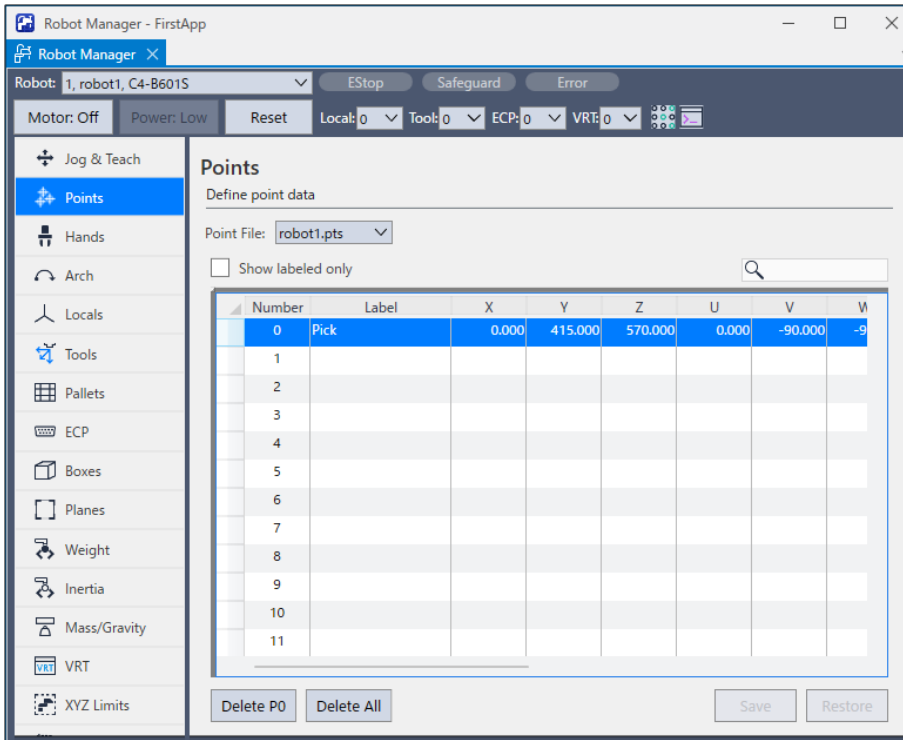 Robot Manager - FirstApp
Robot Manager
Robot: 1, robot1, C4-B601S EStop Safeguard Error
Motor: Off Power: Low Reset Local: 0 Tool: 0 ECP: 0 VRT: 0
Jog & Teach
Points
Hands
Arch
Locals
Tools
Pallets
ECP
Boxes
Planes
Weight
Inertia
Mass/Gravity
VRT VRT
XYZ Limits
Points
Define point data
Point File: robot1.pts
Show labeled only
Number Label X Y Z U V W
0 Pick 0.000 415.000 570.000 0.000 -90.000 -9
1
2
3
4
5
6
7
8
9
10
11
Delete P0 Delete All Save Restore